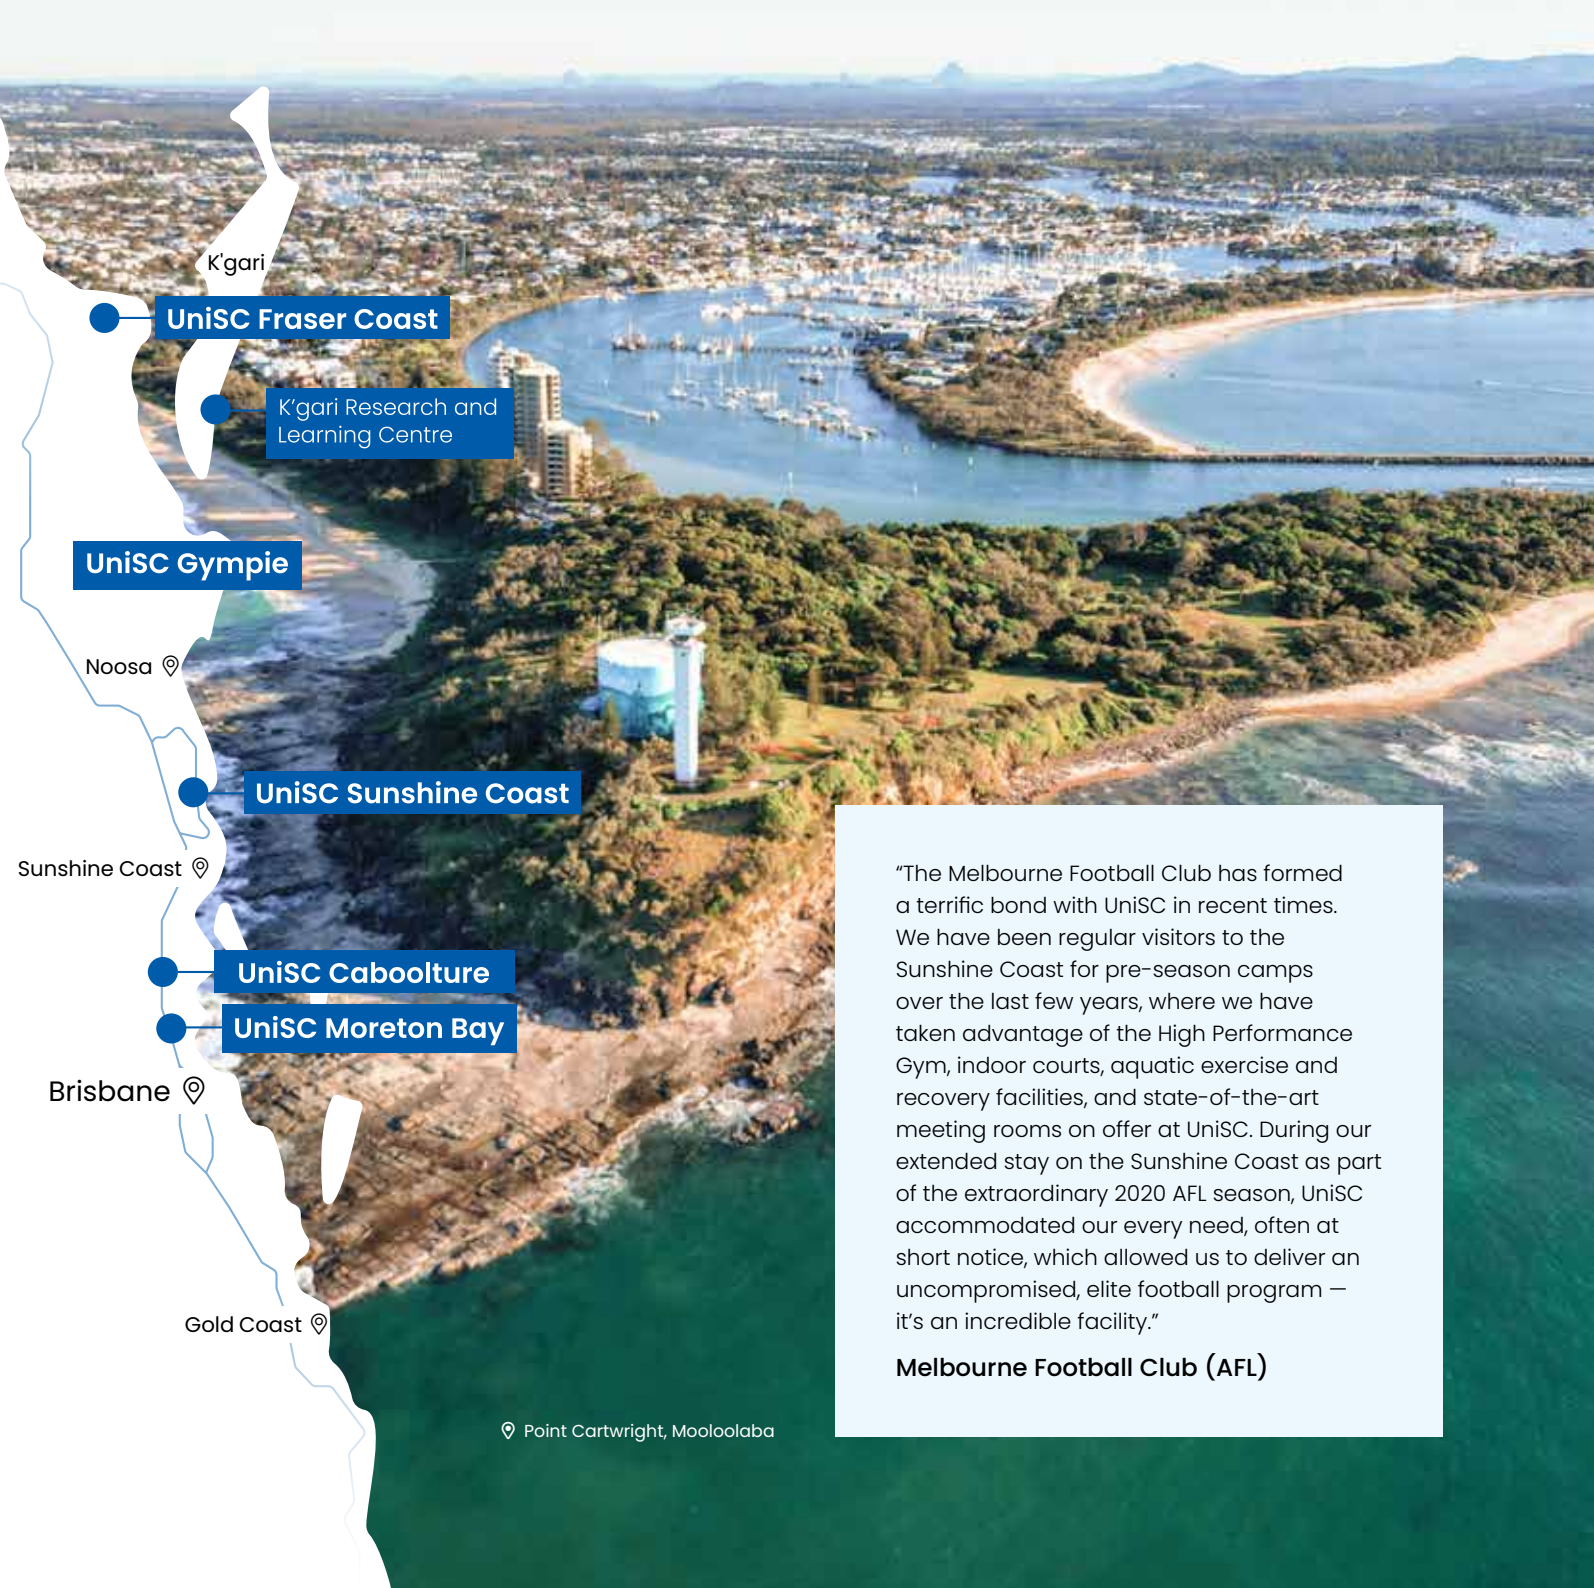 K'gari
UniSC Fraser Coast
K’gari Research and
Learning Centre
UniSC Gympie
Noosa
UniSC Sunshine Coast
Sunshine Coast
UniSC Caboolture
UniSC Moreton Bay
Brisbane
Gold Coast
Point Cartwright, Mooloolaba
“The Melbourne Football Club has formed
a terrific bond with UniSC in recent times.
We have been regular visitors to the
Sunshine Coast for pre-season camps
over the last few years, where we have
taken advantage of the High Performance
Gym, indoor courts, aquatic exercise and
recovery facilities, and state-of-the-art
meeting rooms on offer at UniSC. During our
extended stay on the Sunshine Coast as part
of the extraordinary 2020 AFL season, UniSC
accommodated our every need, often at
short notice, which allowed us to deliver an
uncompromised, elite football program —
it’s an incredible facility.”
Melbourne Football Club (AFL)